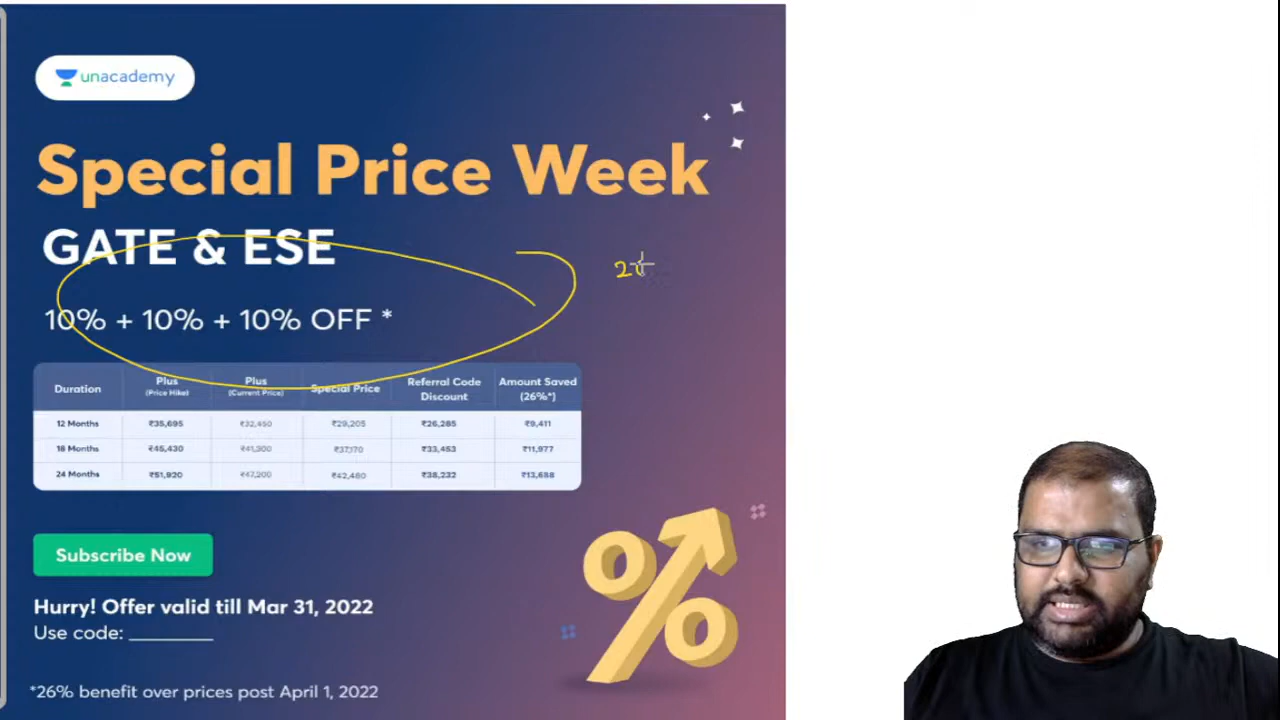 unacademy
Special Price Week
GATE & ESE
10% + 10% + 10% OFF *
Duration Plus (Price Hike) Plus (Current Price) Special Price Referral Code Discount Amount Saved (26%*)
12 Months ₹35,695 ₹32,450 ₹29,205 ₹26,285 ₹9,411
18 Months ₹45,430 ₹41,300 ₹37,170 ₹33,453 ₹11,977
24 Months ₹51,920 ₹47,200 ₹42,480 ₹38,232 ₹13,688
Subscribe Now
Hurry! Offer valid till Mar 31, 2022
Use code: ________
*26% benefit over prices post April 1, 2022